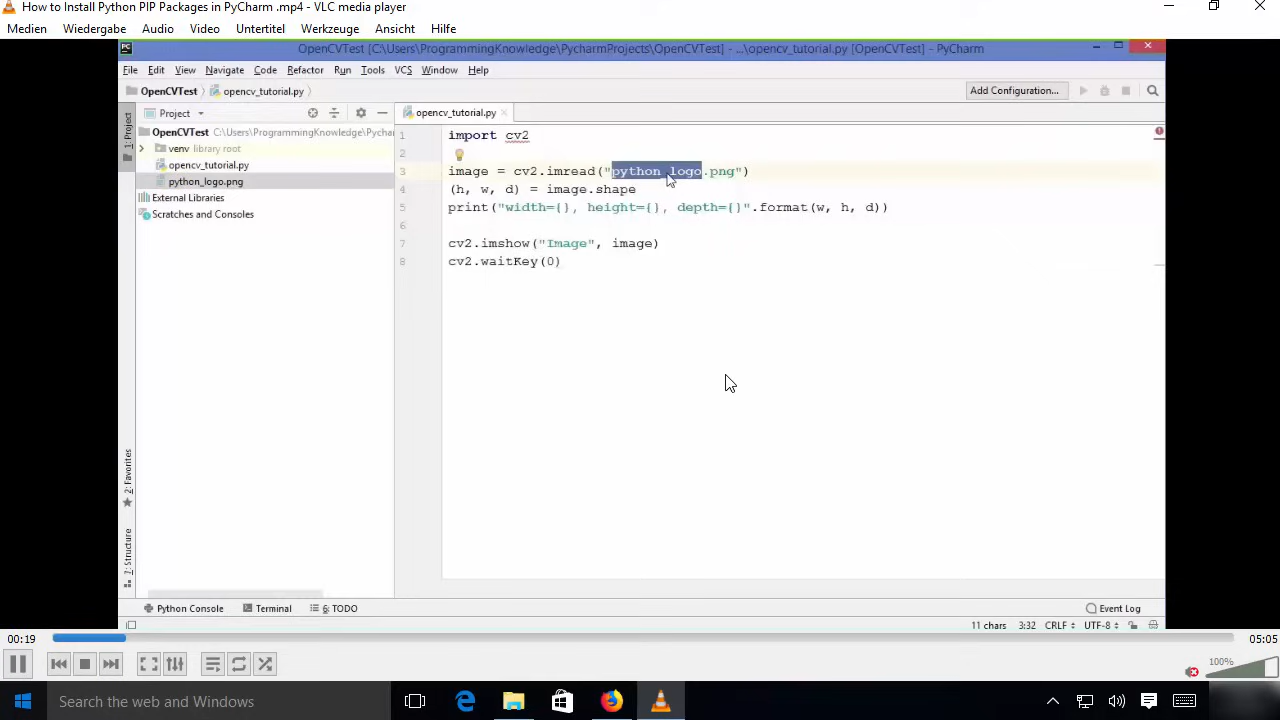 How to Install Python PIP Packages in PyCharm .mp4 - VLC media player
Medien Wiedergabe Audio Video Untertitel Werkzeuge Ansicht Hilfe
OpenCVTest [C:\Users\ProgrammingKnowledge\PycharmProjects\OpenCVTest] - ...\opencv_tutorial.py [OpenCVTest] - PyCharm
File Edit View Navigate Code Refactor Run Tools VCS Window Help
OpenCVTest opencv_tutorial.py Add Configuration...
1: Project
Project
opencv_tutorial.py
OpenCVTest C:\Users\ProgrammingKnowledge\Pychar
venv library root
opencv_tutorial.py
python_logo.png
External Libraries
Scratches and Consoles
1 import cv2
2
3 image = cv2.imread("python_logo.png")
4 (h, w, d) = image.shape
5 print("width={}, height={}, depth={}".format(w, h, d))
6
7 cv2.imshow("Image", image)
8 cv2.waitKey(0)
2: Favorites
7: Structure
Python Console Terminal 6: TODO Event Log
11 chars 3:32 CRLF UTF-8
00:19 05:05
100%
Search the web and Windows